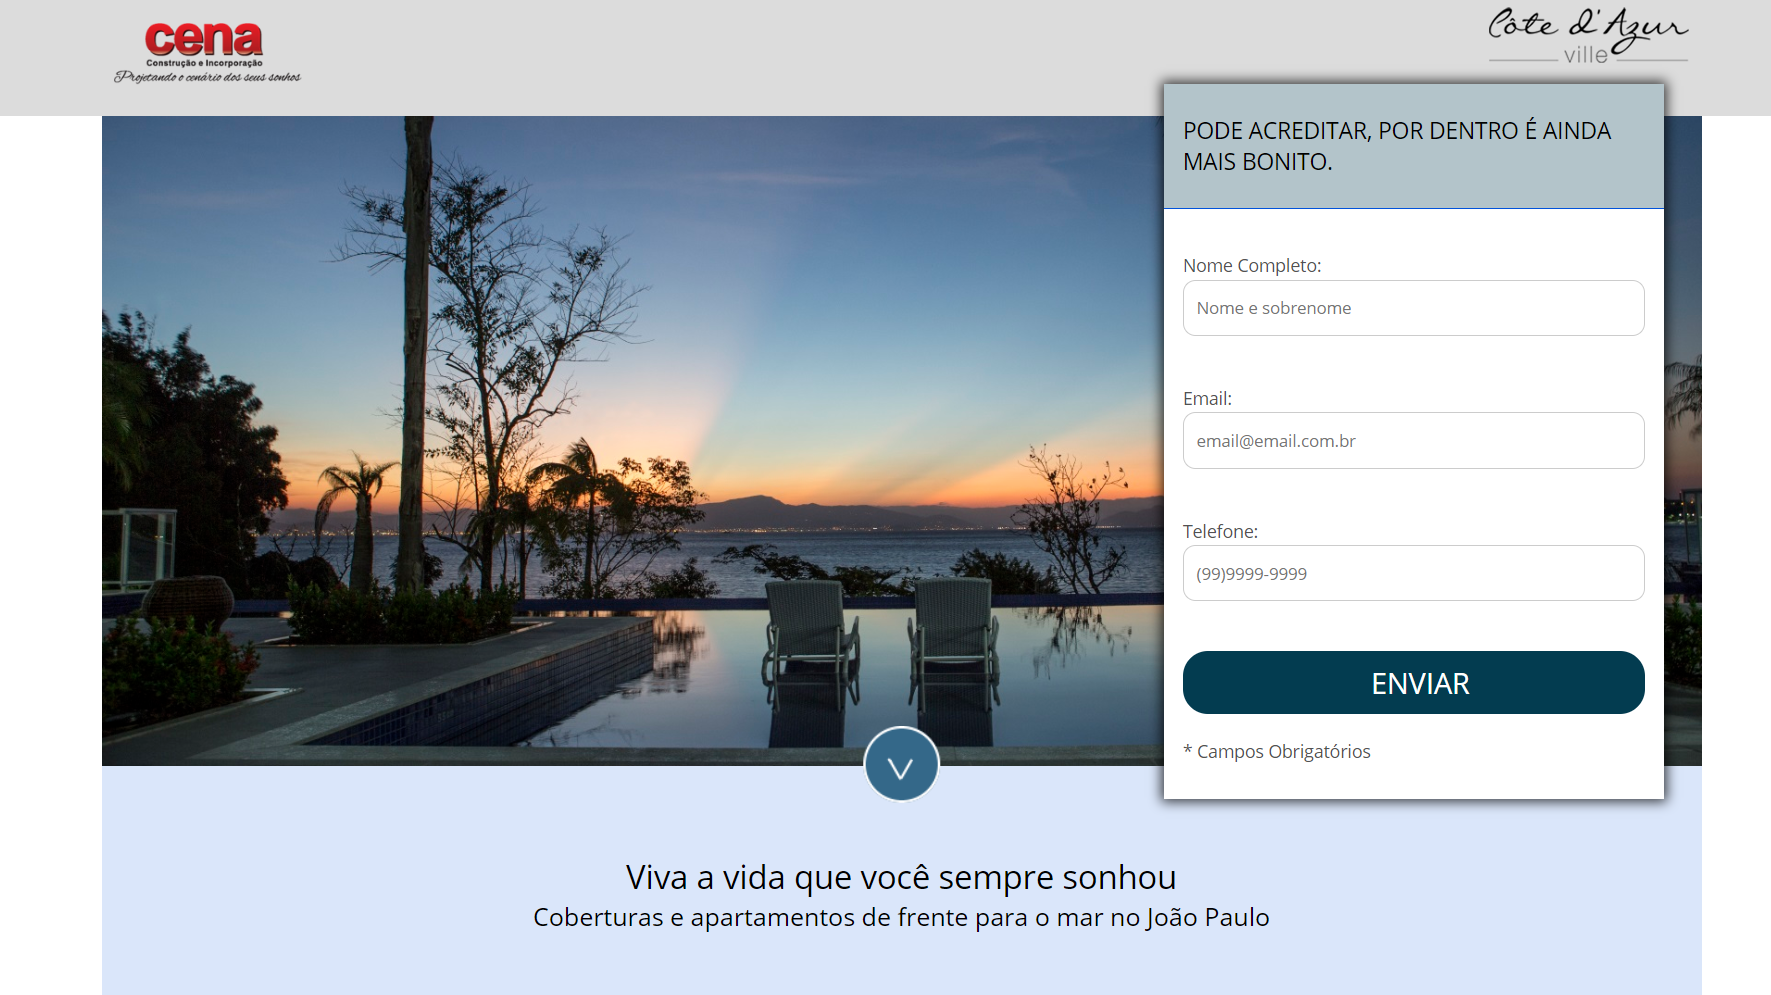 cena
Construção e Incorporação
Projetando o cenário dos seus sonhos
Côte d'Azur
ville
PODE ACREDITAR, POR DENTRO É AINDA
MAIS BONITO.
Nome Completo:
Nome e sobrenome
Email:
email@email.com.br
Telefone:
(99)9999-9999
ENVIAR
* Campos Obrigatórios
Viva a vida que você sempre sonhou
Coberturas e apartamentos de frente para o mar no João Paulo